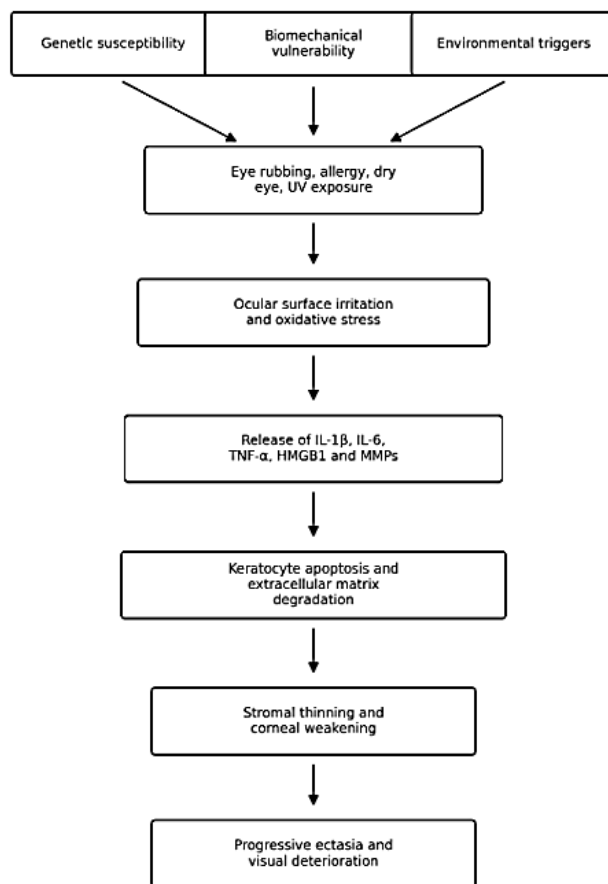 Genetic susceptibility
Biomechanical
vulnerability
Environmental triggers
Eye rubbing, allergy, dry
eye, UV exposure
Ocular surface irritation
and oxidative stress
Release of IL-1β, IL-6,
TNF-α, HMGB1 and MMPs
Keratocyte apoptosis and
extracellular matrix
degradation
Stromal thinning and
corneal weakening
Progressive ectasia and
visual deterioration